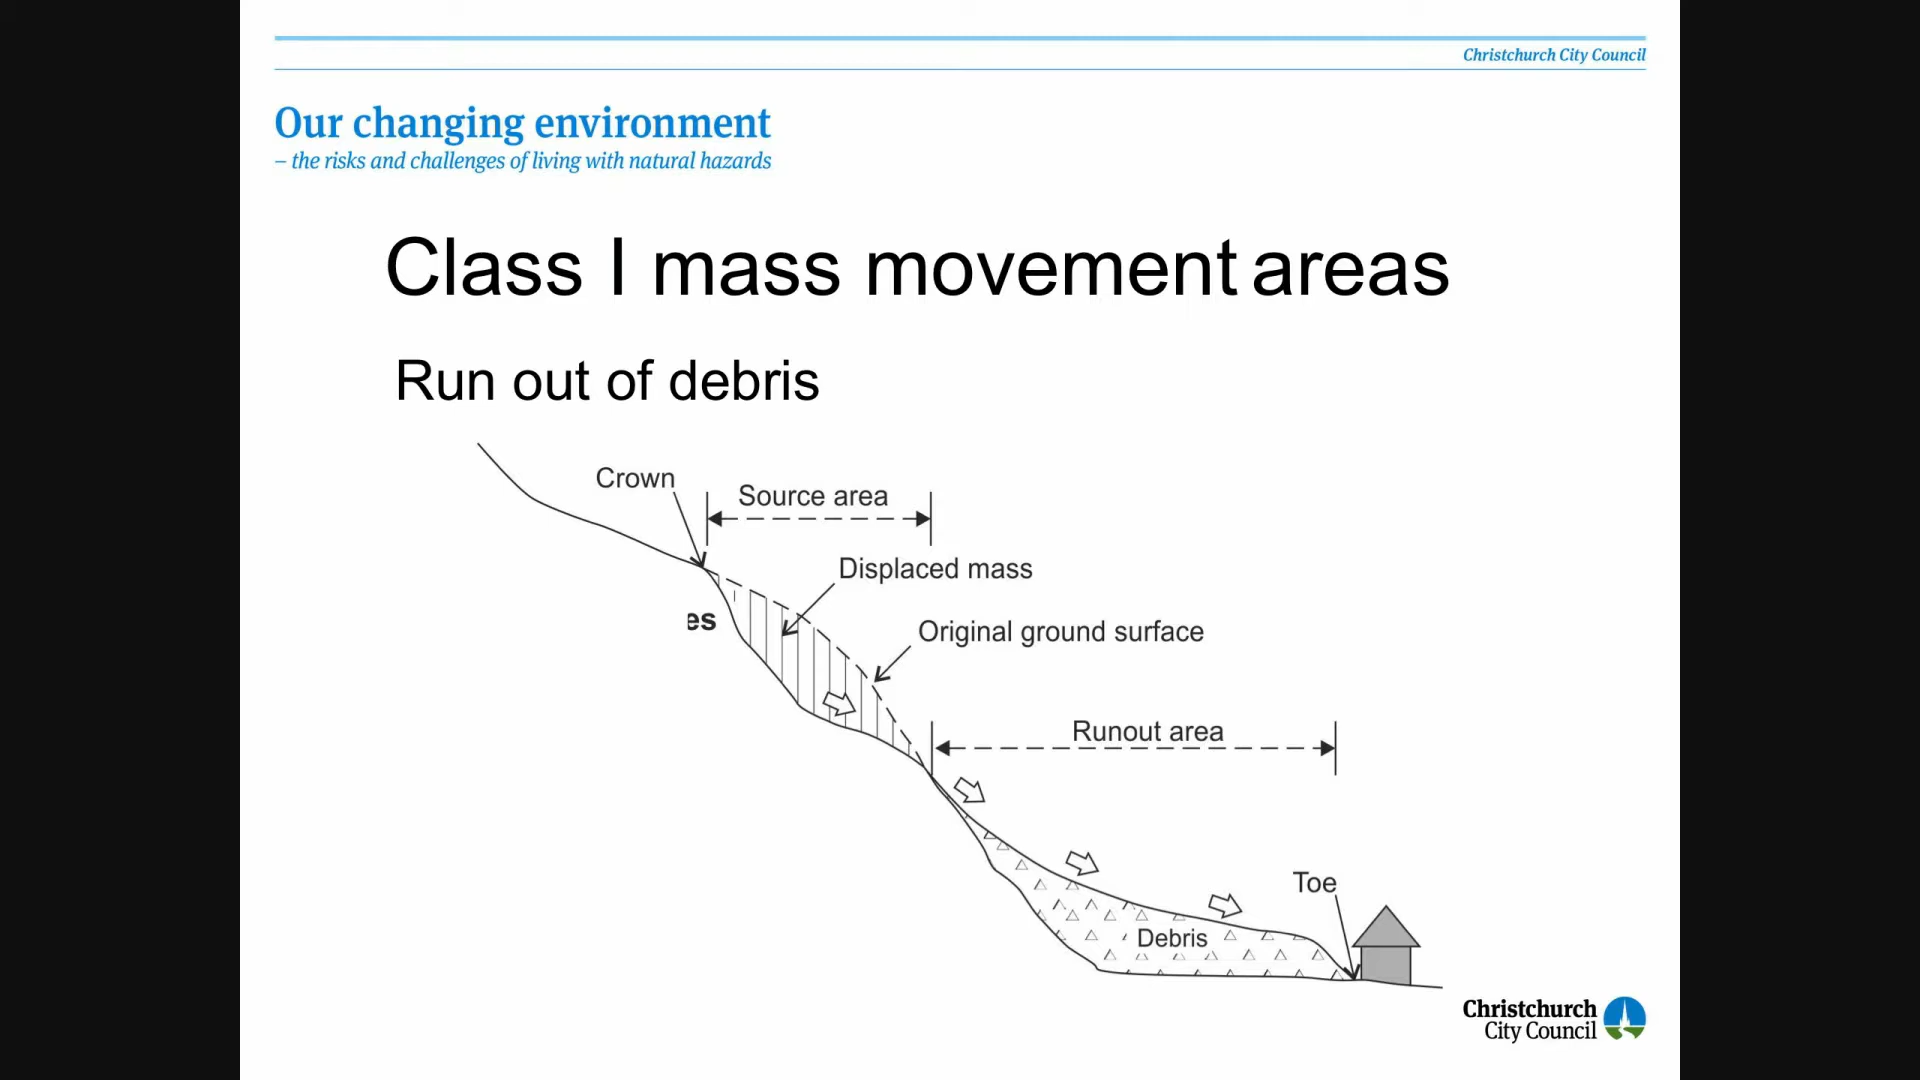 Christchurch City Council
Our changing environment
– the risks and challenges of living with natural hazards
Class I mass movement areas
Run out of debris
Crown
Source area
Displaced mass
es
Original ground surface
Runout area
Toe
Debris
Christchurch
City Council